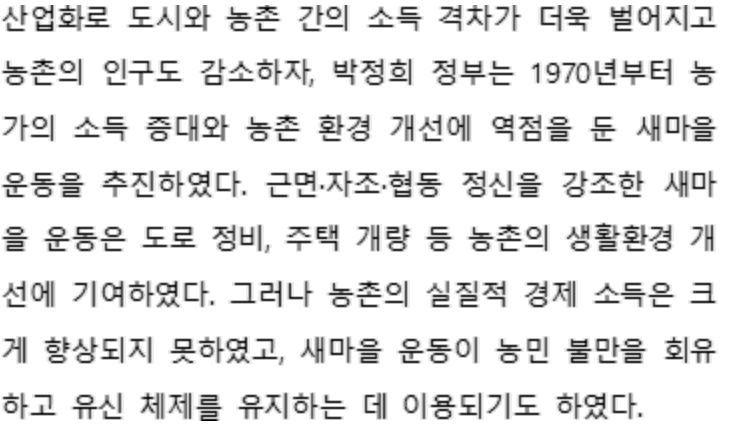 산업화로 도시와 농촌 간의 소득 격차가 더욱 벌어지고
농촌의 인구도 감소하자, 박정희 정부는 1970년부터 농
가의 소득 증대와 농촌 환경 개선에 역점을 둔 새마을
운동을 추진하였다. 근면·자조·협동 정신을 강조한 새마
을 운동은 도로 정비, 주택 개량 등 농촌의 생활환경 개
선에 기여하였다. 그러나 농촌의 실질적 경제 소득은 크
게 향상되지 못하였고, 새마을 운동이 농민 불만을 회유
하고 유신 체제를 유지하는 데 이용되기도 하였다.